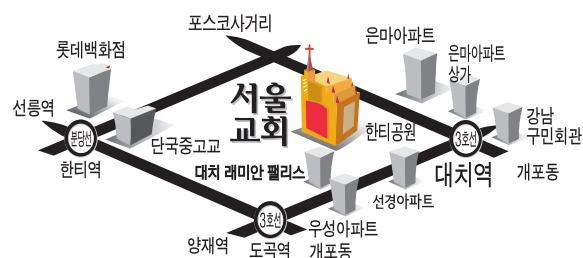 포스코사거리
은마아파트
롯데백화점
은마아파트
상가
선릉역
서울
교회
강남
구민회관
분당선
단국중고교
한티공원
3호선
한티역
대치 래미안 팰리스
대치역
개포동
선경아파트
3호선
우성아파트
양재역
도곡역
개포동